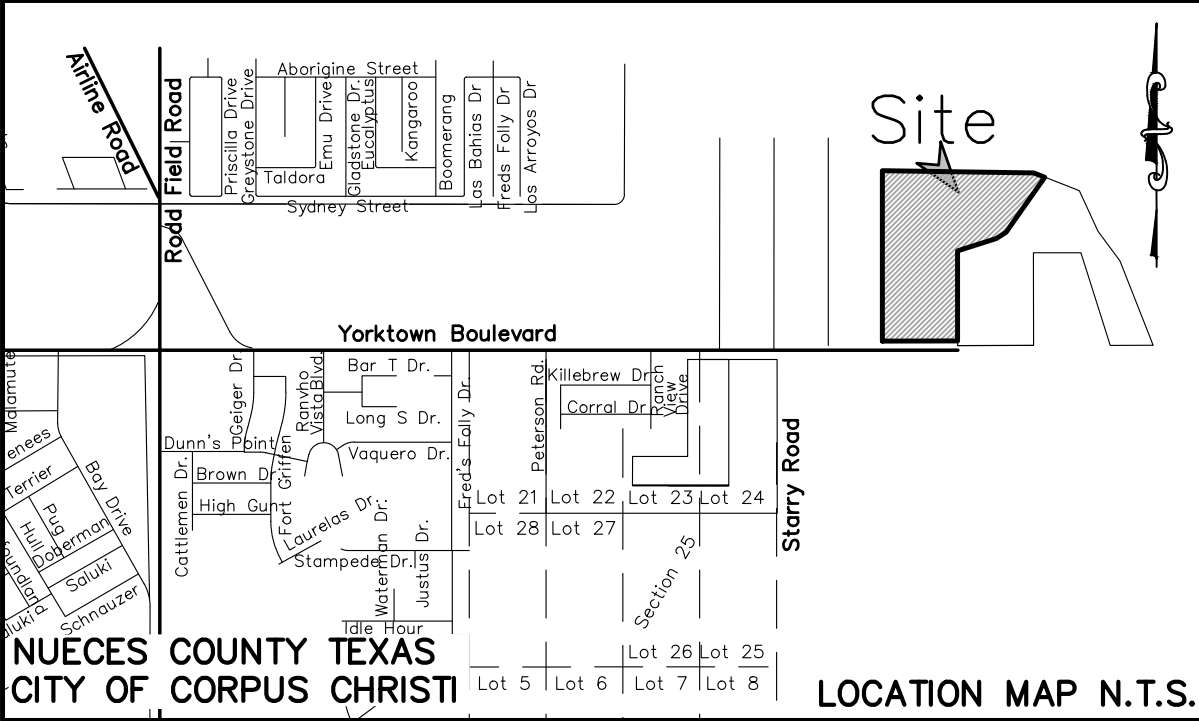 Airline Road
Rodd Field Road
Priscilla Drive
Greystone Drive
Aborigine Street
Taldora
Emu Drive
Gladstone Dr.
Eucalyptus
Kangaroo
Boomerang
Las Bahias Dr
Freds Folly Dr
Los Arroyos Dr
Sydney Street
Site
Yorktown Boulevard
Malamute
Geiger Dr.
Ranvho
Vista Blvd.
Bar T Dr.
Long S Dr.
Fred's Folly Dr.
Peterson Rd.
Killebrew Dr
Corral Dr
Ranch
View
Drive
Starry Road
enees
Terrier
Pug
Hull
Doberman
Bay Drive
Saluki
Schnauzer
oundland
aluki
Dunn's Point
Brown Dr.
High Gun
Cattlemen Dr.
Fort Griffen
Vaquero Dr.
Laurelas Dr.
Stampede Dr.
Waterman Dr.
Justus Dr.
Idle Hour
Lot 21 Lot 22 Lot 23 Lot 24
Lot 28 Lot 27
Section 25
Lot 26 Lot 25
Lot 5 Lot 6 Lot 7 Lot 8
NUECES COUNTY TEXAS
CITY OF CORPUS CHRISTI
LOCATION MAP N.T.S.